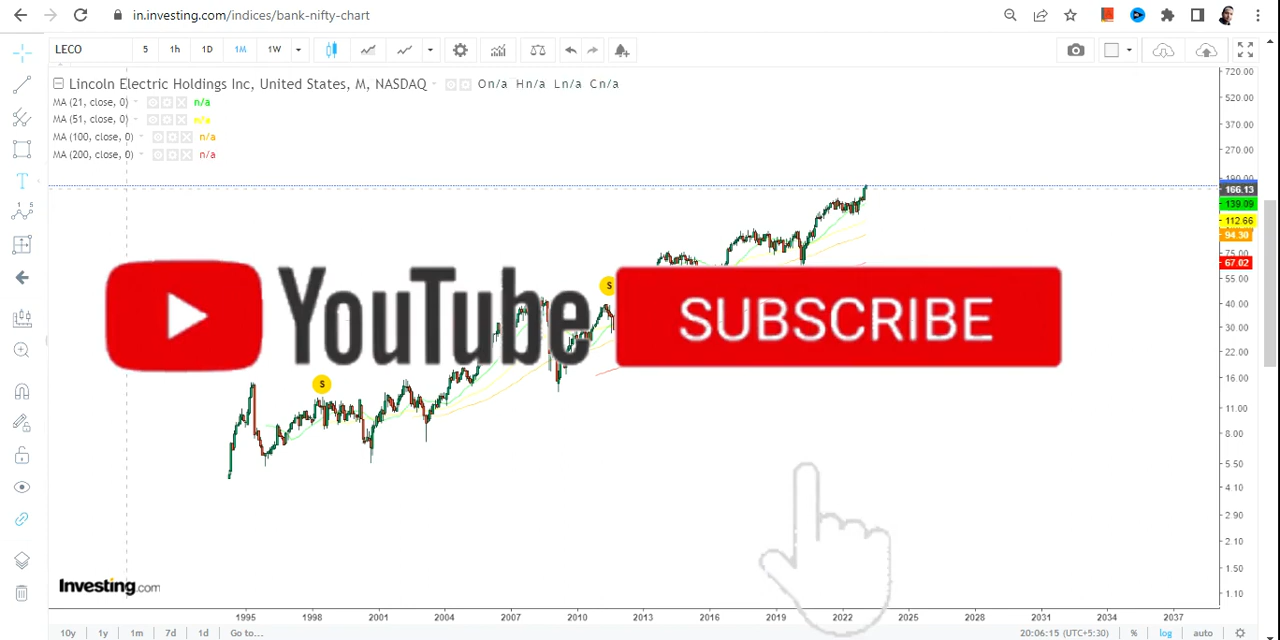 in.investing.com/indices/bank-nifty-chart
LECO 5 1h 1D 1M 1W
Lincoln Electric Holdings Inc, United States, M, NASDAQ On/a Hn/a Ln/a Cn/a
MA (21, close, 0) n/a
MA (51, close, 0) n/a
MA (100, close, 0) n/a
MA (200, close, 0) n/a
720.00
520.00
370.00
270.00
190.00
166.13
139.09
112.66
94.30
75.00
67.02
55.00
40.00
30.00
22.00
16.00
11.00
8.00
5.50
4.10
2.90
2.10
1.50
1.10
S
YouTube SUBSCRIBE
S
Investing.com
1995 1998 2001 2004 2007 2010 2013 2016 2019 2022 2025 2028 2031 2034 2037
10y 1y 1m 7d 1d Go to... 20:06:15 (UTC+5:30) % log auto